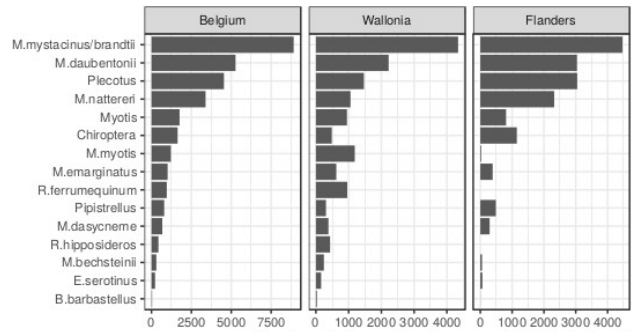 Belgium Wallonia Flanders
M.mystacinus/brandtii
M.daubentonii
Plecotus
M.nattereri
Myotis
Chiroptera
M.myotis
M.emarginatus
R.ferrumequinum
Pipistrellus
M.dasycneme
R.hipposideros
M.bechsteinii
E.serotinus
B.barbastellus
0 2500 5000 7500 0 1000 2000 3000 4000 0 1000 2000 3000 4000